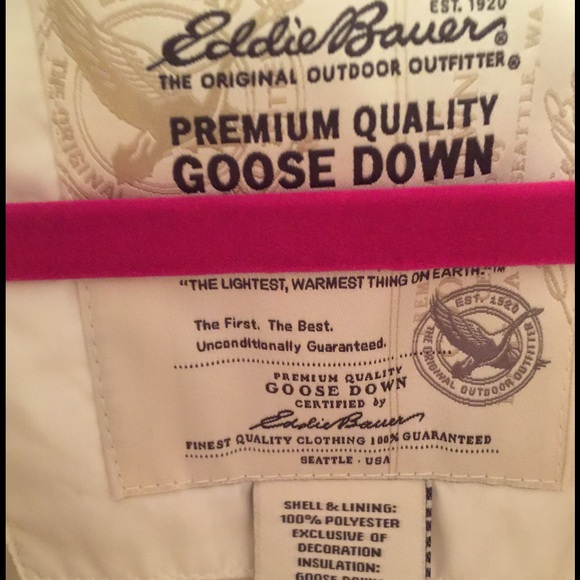 EST. 1920
Eddie Bauer®
THE ORIGINAL OUTDOOR OUTFITTER®
PREMIUM QUALITY
GOOSE DOWN
"THE LIGHTEST, WARMEST THING ON EARTH."™
The First. The Best.
Unconditionally Guaranteed.
EST. 1920
THE ORIGINAL OUTDOOR OUTFITTER
PREMIUM QUALITY
GOOSE DOWN
CERTIFIED by
Eddie Bauer
FINEST QUALITY CLOTHING 100% GUARANTEED
SEATTLE · USA
SHELL & LINING:
100% POLYESTER
EXCLUSIVE OF
DECORATION
INSULATION:
GOOSE DOWN